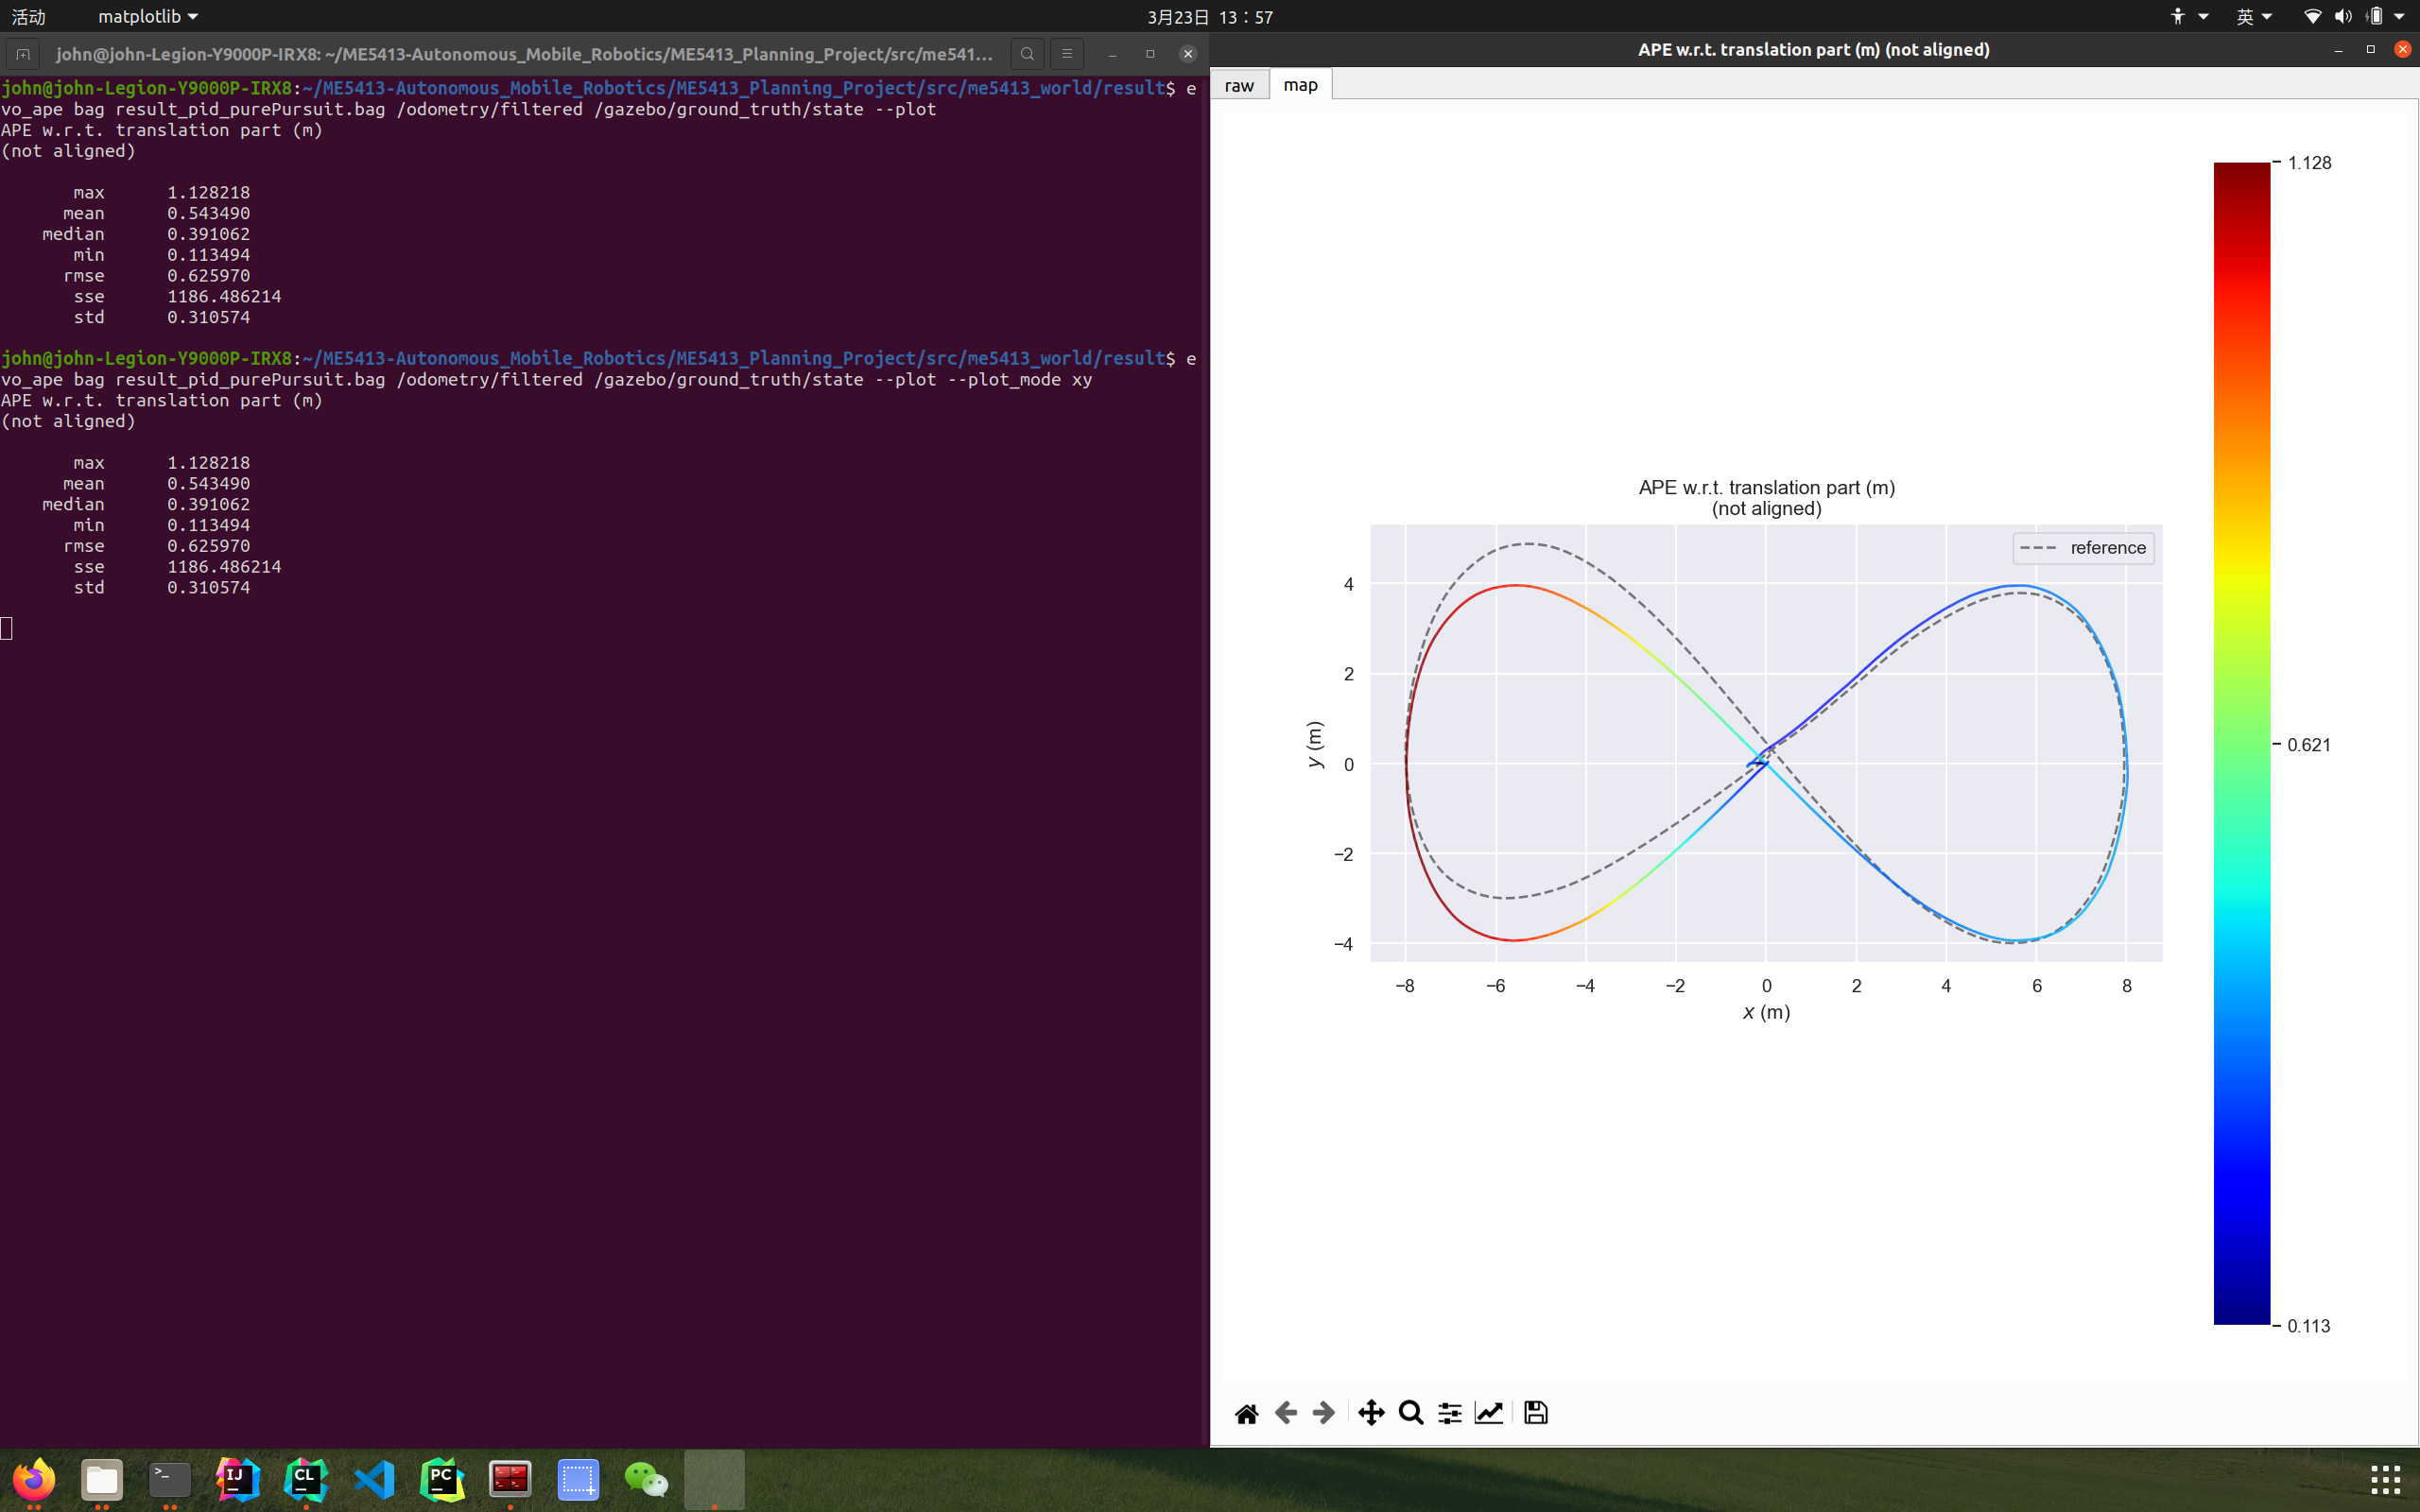 活动
matplotlib
3月23日 13：57
英
john@john-Legion-Y9000P-IRX8: ~/ME5413-Autonomous_Mobile_Robotics/ME5413_Planning_Project/src/me541...
john@john-Legion-Y9000P-IRX8:~/ME5413-Autonomous_Mobile_Robotics/ME5413_Planning_Project/src/me5413_world/result$ e
vo_ape bag result_pid_purePursuit.bag /odometry/filtered /gazebo/ground_truth/state --plot
APE w.r.t. translation part (m)
(not aligned)
max 1.128218
mean 0.543490
median 0.391062
min 0.113494
rmse 0.625970
sse 1186.486214
std 0.310574
john@john-Legion-Y9000P-IRX8:~/ME5413-Autonomous_Mobile_Robotics/ME5413_Planning_Project/src/me5413_world/result$ e
vo_ape bag result_pid_purePursuit.bag /odometry/filtered /gazebo/ground_truth/state --plot --plot_mode xy
APE w.r.t. translation part (m)
(not aligned)
max 1.128218
mean 0.543490
median 0.391062
min 0.113494
rmse 0.625970
sse 1186.486214
std 0.310574
APE w.r.t. translation part (m) (not aligned)
raw
map
APE w.r.t. translation part (m)
(not aligned)
reference
4
2
0
−2
−4
y (m)
−8
−6
−4
−2
0
2
4
6
8
x (m)
1.128
0.621
0.113
>_
IJ
CL
PC